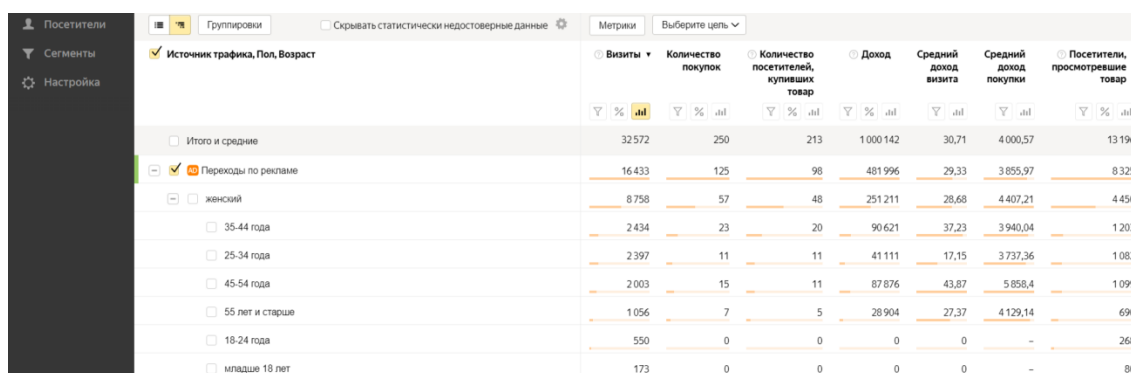 Посетители
Сегменты
Настройка
Группировки Скрывать статистически недостоверные данные Метрики Выберите цель
Источник трафика, Пол, Возраст Визиты ▼ Количество покупок Количество посетителей, купивших товар Доход Средний доход визита Средний доход покупки Посетители, просмотревшие товар
Итого и средние 32 572 250 213 1 000 142 30,71 4 000,57
AD Переходы по рекламе 16 433 125 98 481 996 29,33 3 855,97
женский 8 758 57 48 251 211 28,68 4 407,21
35-44 года 2 434 23 20 90 621 37,23 3 940,04
25-34 года 2 397 11 11 41 111 17,15 3 737,36
45-54 года 2 003 15 11 87 876 43,87 5 858,4
55 лет и старше 1 056 7 5 28 904 27,37 4 129,14
18-24 года 550 0 0 0 0 –
младше 18 лет 173 0 0 0 0 –